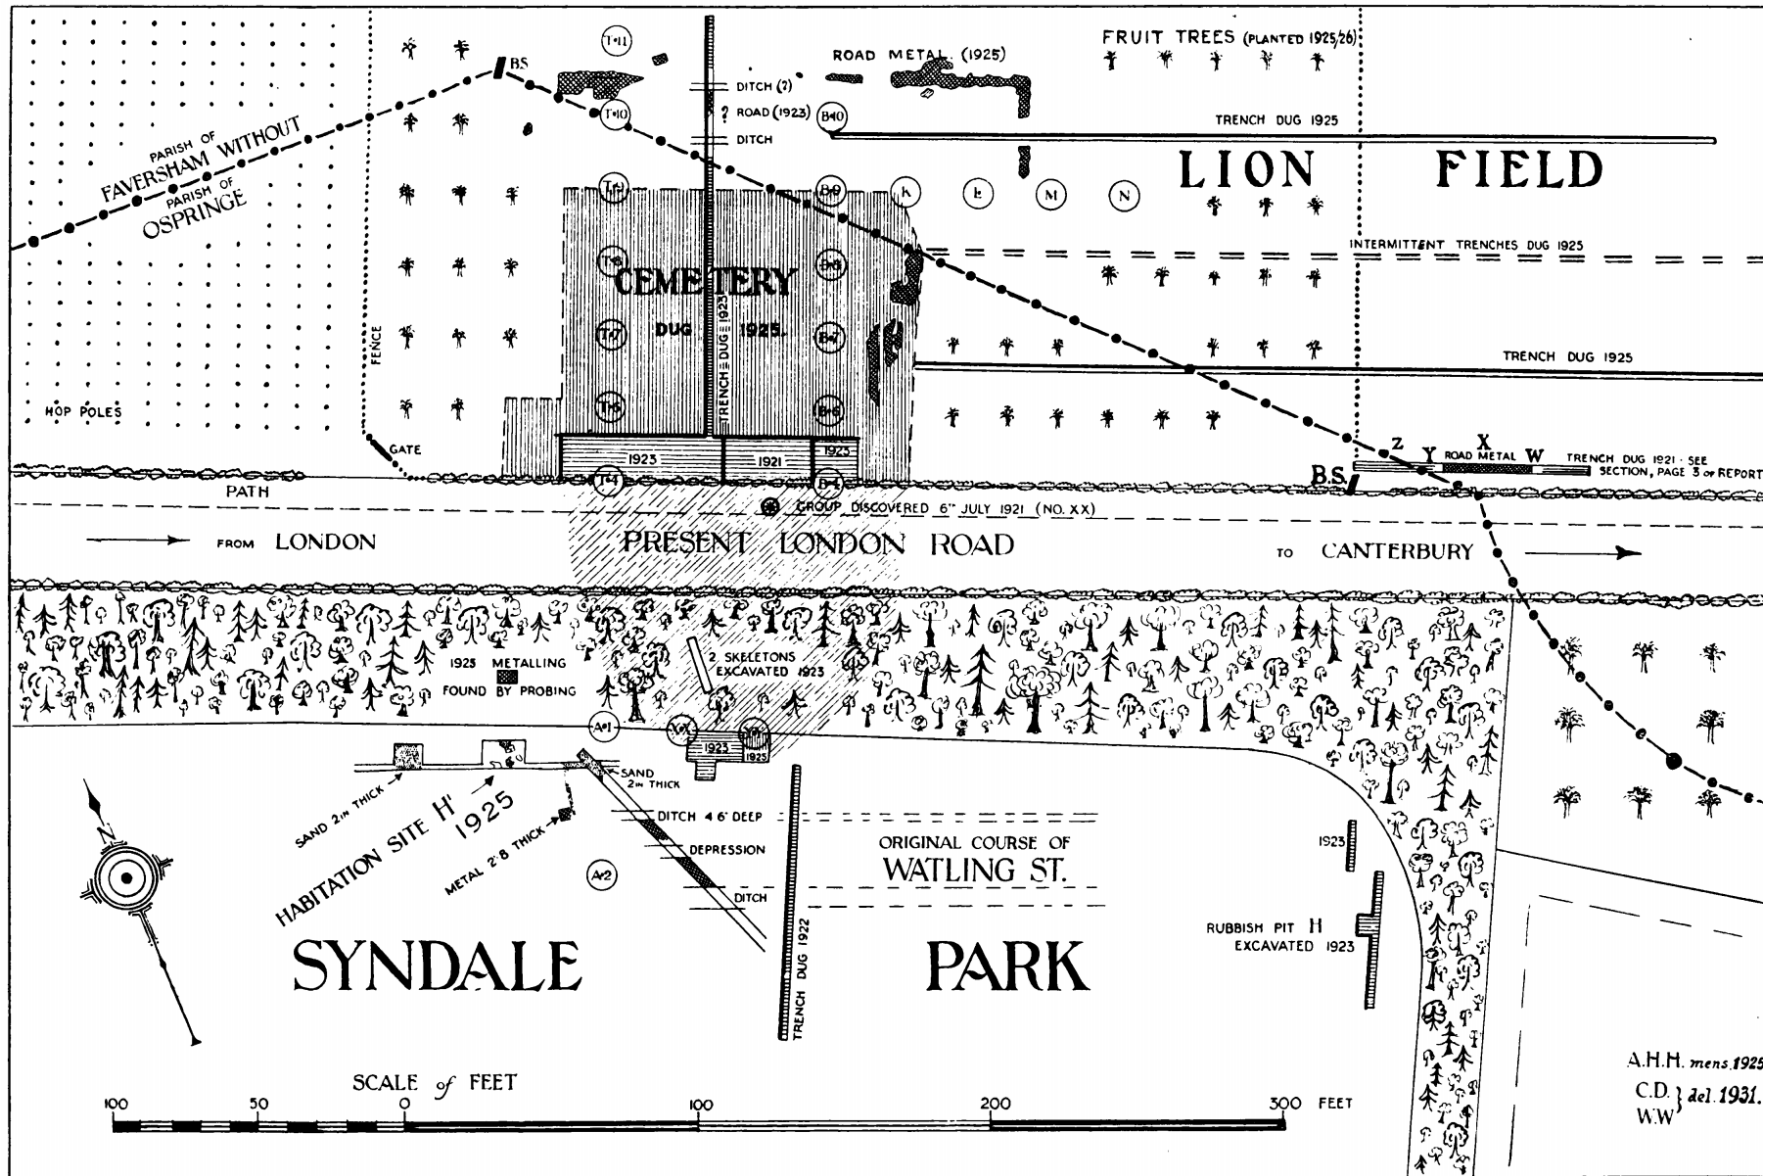 T·11
B.S.
ROAD METAL (1925)
FRUIT TREES (PLANTED 1925/26)
DITCH (?)
T·10
? ROAD (1923)
B·10
TRENCH DUG 1925
DITCH
PARISH OF
FAVERSHAM WITHOUT
PARISH OF
OSPRINGE
LION FIELD
T·9
B·9
K
L
M
N
INTERMITTENT TRENCHES DUG 1925
T·8
B·8
CEMETERY
DUG 1925.
TRENCH DUG 1923
T·7
B·7
FENCE
TRENCH DUG 1925
HOP POLES
T·6
B·6
GATE
1923
1921
1925
Z
Y
X
ROAD METAL
W
TRENCH DUG 1921 · SEE
SECTION, PAGE 3 OF REPORT
B.S.
PATH
T·4
B·4
GROUP DISCOVERED 6TH JULY 1921 (NO. XX)
FROM LONDON
PRESENT LONDON ROAD
TO CANTERBURY
1925 METALLING
FOUND BY PROBING
2 SKELETONS
EXCAVATED 1923
A·1
1923
1925
SAND 2IN THICK
SAND
2IN THICK
HABITATION SITE H'
1925
METAL 2'8 THICK
DITCH 4'6" DEEP
DEPRESSION
A·2
DITCH
ORIGINAL COURSE OF
WATLING ST.
1923
RUBBISH PIT H
EXCAVATED 1923
TRENCH DUG 1922
N
SYNDALE PARK
SCALE of FEET
100 50 0 100 200 300 FEET
A.H.H. mens. 1925
C.D.
W.W } del. 1931.